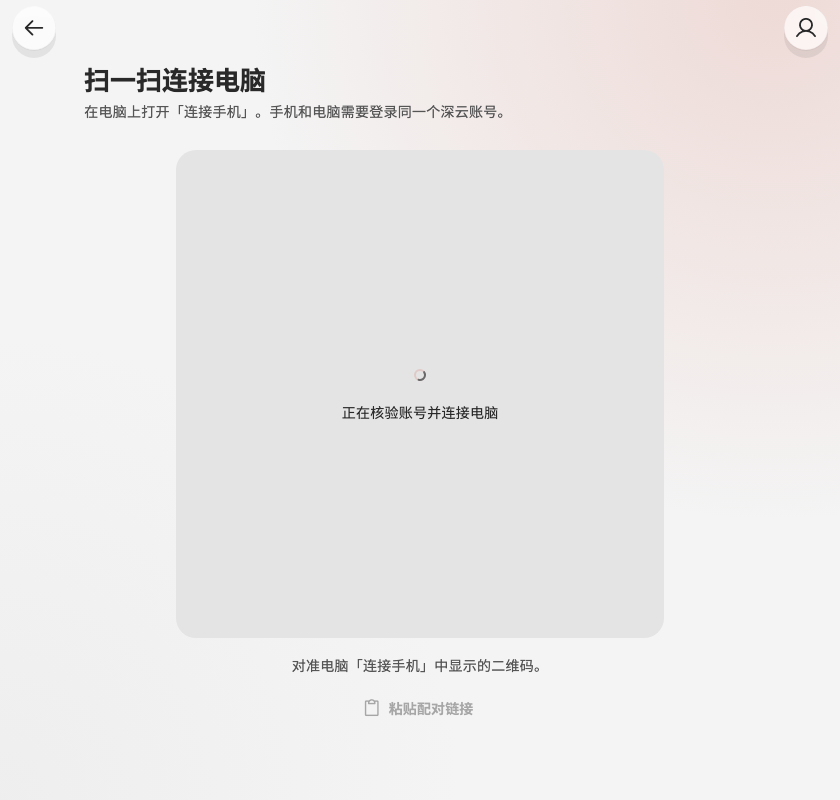 扫一扫连接电脑
在电脑上打开「连接手机」。手机和电脑需要登录同一个深云账号。
正在核验账号并连接电脑
对准电脑「连接手机」中显示的二维码。
粘贴配对链接